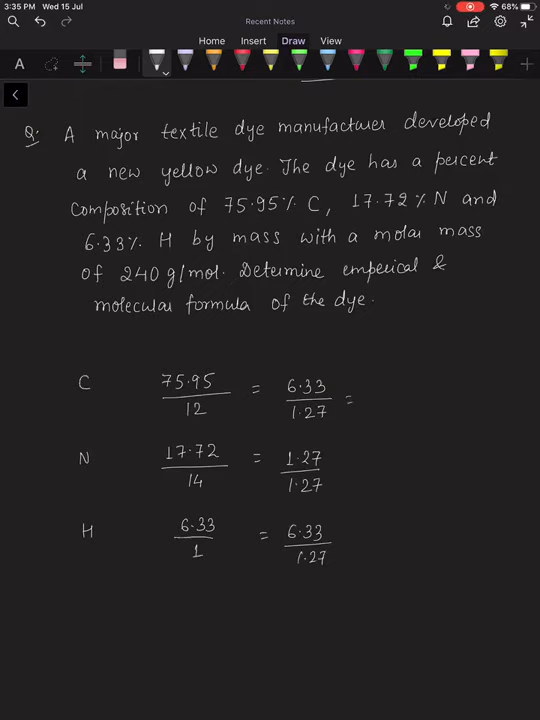 3:35 PM Wed 15 Jul 68%
Recent Notes
Home Insert Draw View
A
Q: A major textile dye manufacturer developed
a new yellow dye. The dye has a percent
composition of 75.95% C, 17.72% N and
6.33% H by mass with a molar mass
of 240 g/mol. Determine emperical &
molecular formula of the dye.
C 75.95/12 = 6.33/1.27 =
N 17.72/14 = 1.27/1.27
H 6.33/1 = 6.33/1.27